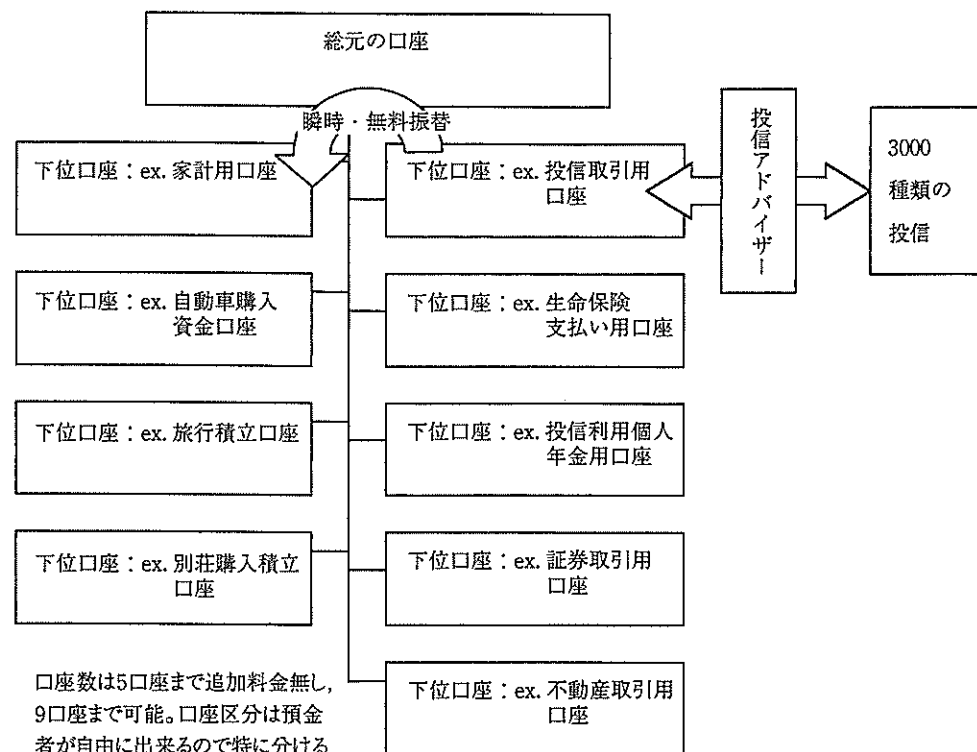 総元の口座
瞬時・無料振替
下位口座：ex. 家計用口座
下位口座：ex. 投信取引用
口座
投信アドバイザー
3000
種類の
投信
下位口座：ex. 自動車購入
資金口座
下位口座：ex. 生命保険
支払い用口座
下位口座：ex. 旅行積立口座
下位口座：ex. 投信利用個人
年金用口座
下位口座：ex. 別荘購入積立
口座
下位口座：ex. 証券取引用
口座
口座数は5口座まで追加料金無し，
9口座まで可能。口座区分は預金
者が自由に出来るので特に分ける
下位口座：ex. 不動産取引用
口座